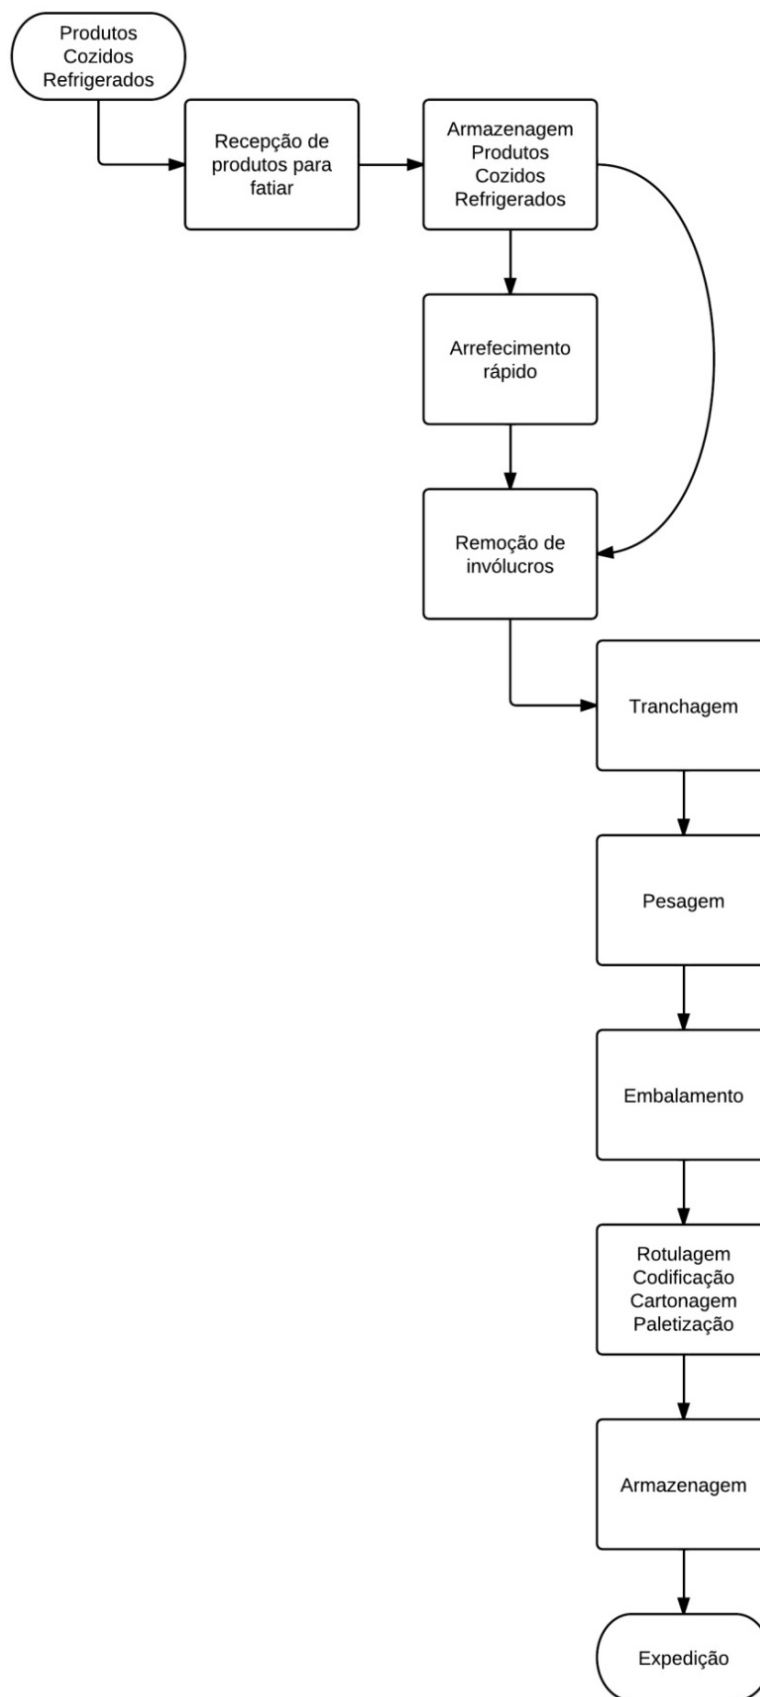 Produtos
Cozidos
Refrigerados
Recepção de
produtos para
fatiar
Armazenagem
Produtos
Cozidos
Refrigerados
Arrefecimento
rápido
Remoção de
invólucros
Tranchagem
Pesagem
Embalamento
Rotulagem
Codificação
Cartonagem
Paletização
Armazenagem
Expedição